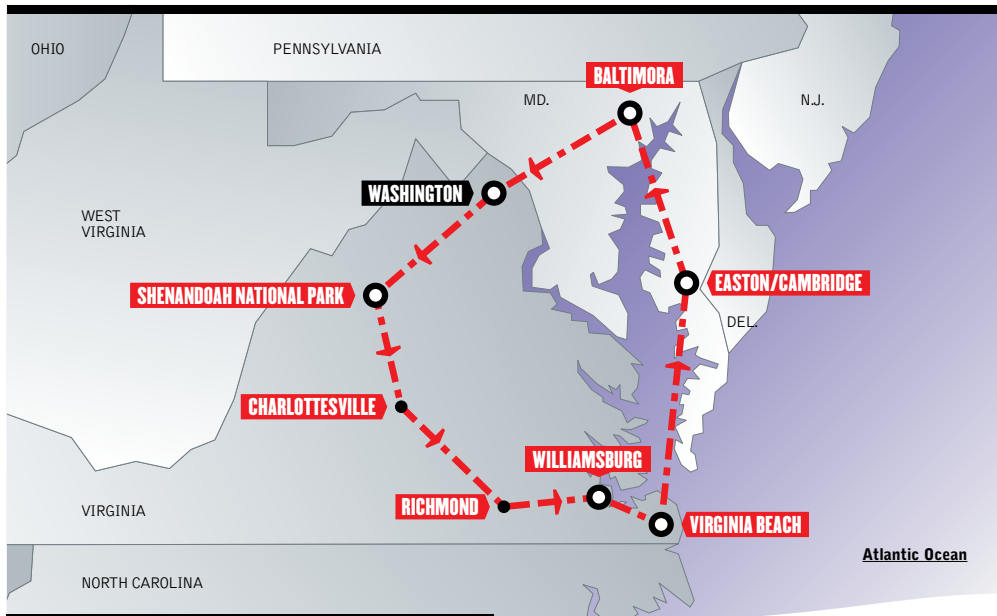 OHIO
PENNSYLVANIA
BALTIMORA
MD.
N.J.
WASHINGTON
WEST
VIRGINIA
SHENANDOAH NATIONAL PARK
EASTON/CAMBRIDGE
DEL.
CHARLOTTESVILLE
WILLIAMSBURG
RICHMOND
VIRGINIA
VIRGINIA BEACH
Atlantic Ocean
NORTH CAROLINA